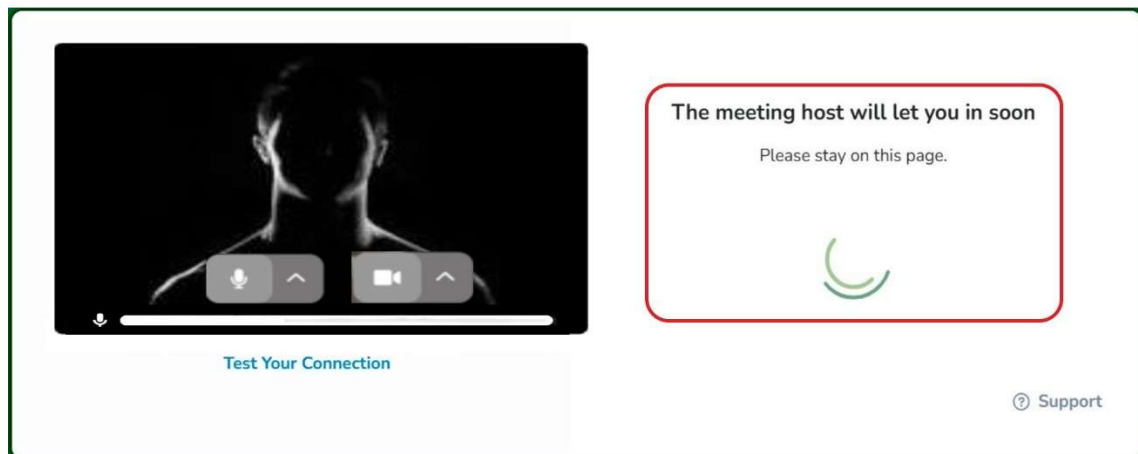 The meeting host will let you in soon
Please stay on this page.
Test Your Connection
Support